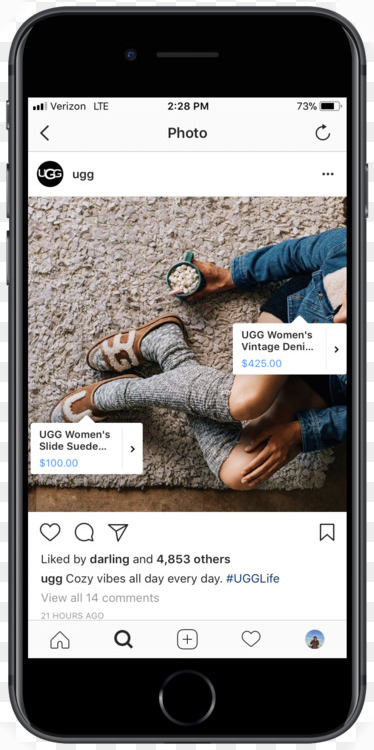 Verizon LTE 2:28 PM 73%
Photo
UGG ugg
UGG Women's
Vintage Deni...
$425.00
UGG Women's
Slide Suede...
$100.00
Liked by darling and 4,853 others
ugg Cozy vibes all day every day. #UGGLife
View all 14 comments
21 HOURS AGO